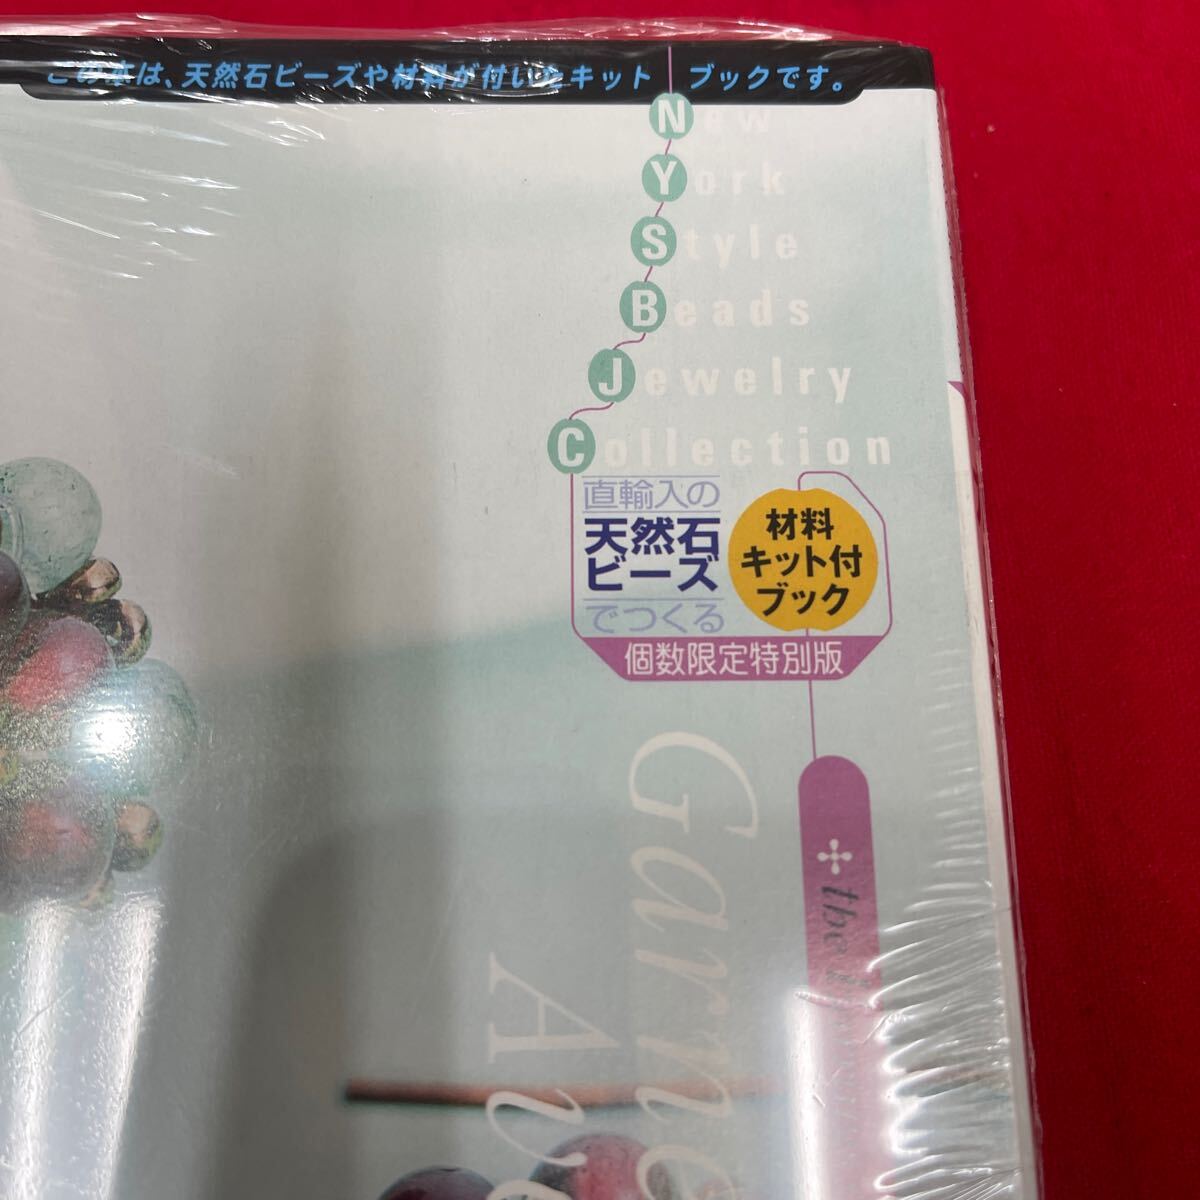 この本は、天然石ビーズや材料が付いたキット ブックです。
New
York
Style
Beads
Jewelry
Collection
直輸入の
天然石
ビーズ
でつくる
材料
キット付
ブック
個数限定特別版
the